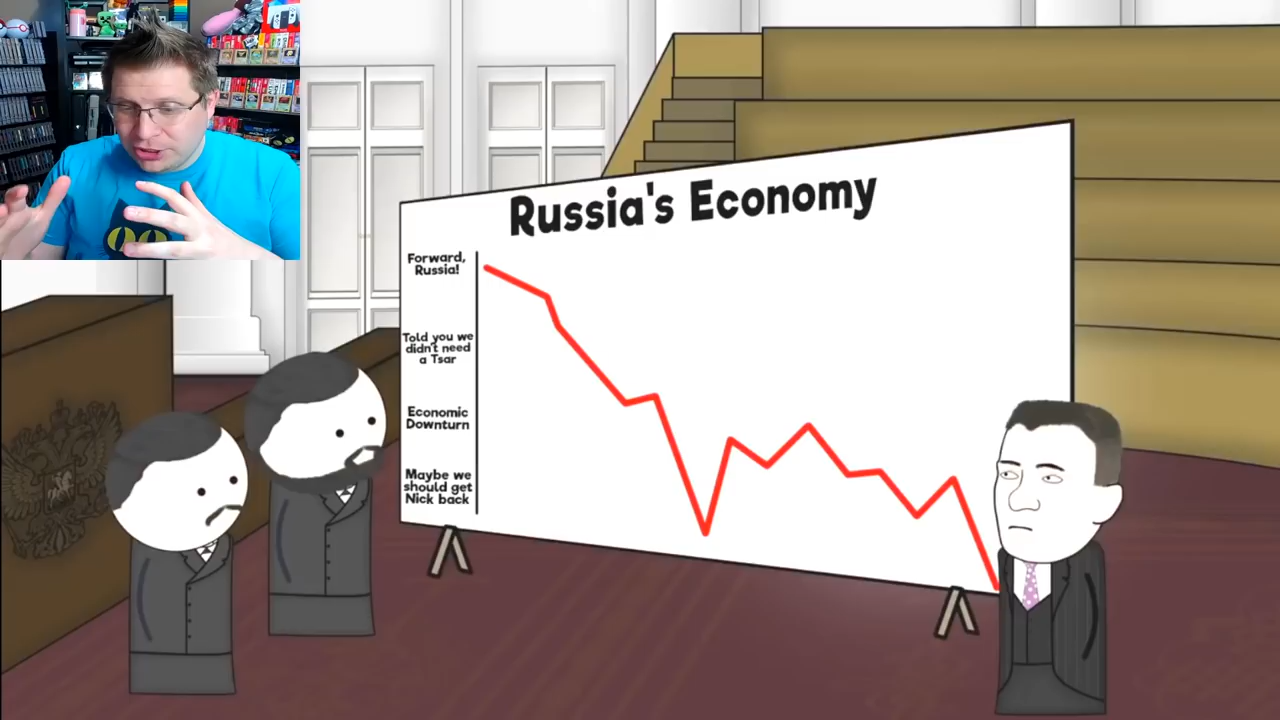 Russia's Economy
Forward,
Russia!
Told you we
didn't need
a Tsar
Economic
Downturn
Maybe we
should get
Nick back